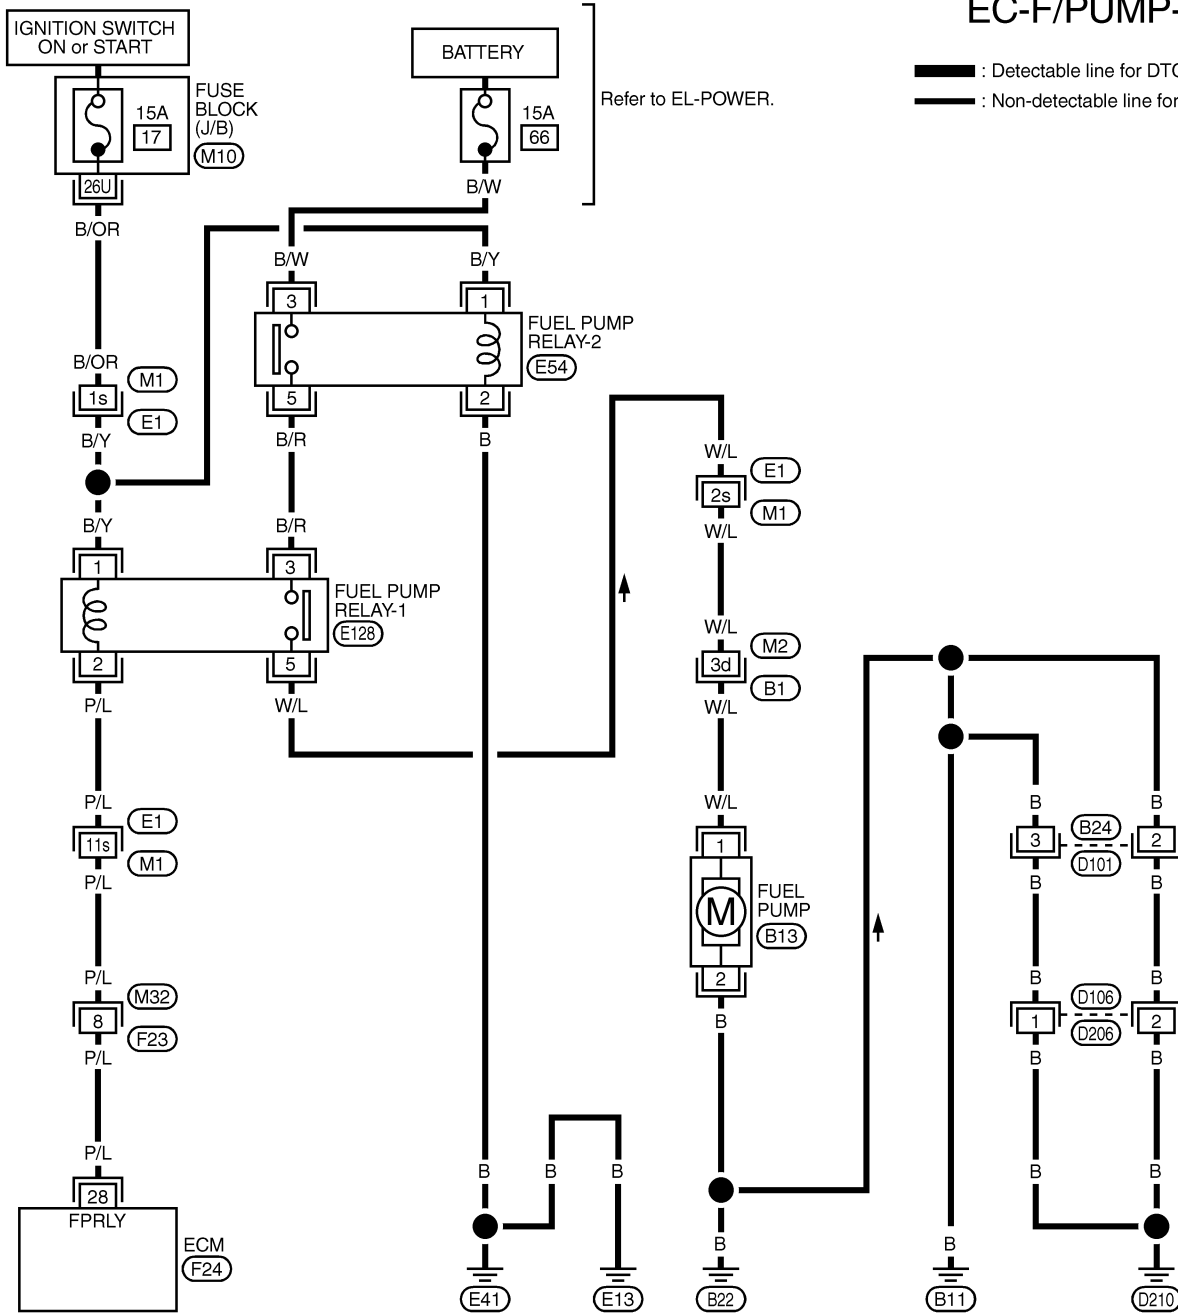 EC-F/PUMP-
IGNITION SWITCH
ON or START
BATTERY
: Detectable line for DTC
: Non-detectable line for
Refer to EL-POWER.
FUSE
BLOCK
(J/B)
M10
15A
17
15A
66
26U
B/W
B/OR
B/W
B/Y
3
1
FUEL PUMP
RELAY-2
E54
B/OR
M1
1s
E1
5
2
B/Y
B/R
B
W/L
E1
2s
M1
W/L
B/Y
B/R
1
3
FUEL PUMP
RELAY-1
E128
2
5
W/L
M2
3d
B1
P/L
W/L
W/L
P/L
E1
11s
M1
P/L
W/L
1
M
FUEL
PUMP
B13
2
B
B
B
3
B24
D101
2
B
B
P/L
M32
8
F23
P/L
B
B
1
D106
D206
2
B
B
P/L
28
FPRLY
ECM
F24
B
B
B
B
B
B
B
E41
E13
B22
B11
D210